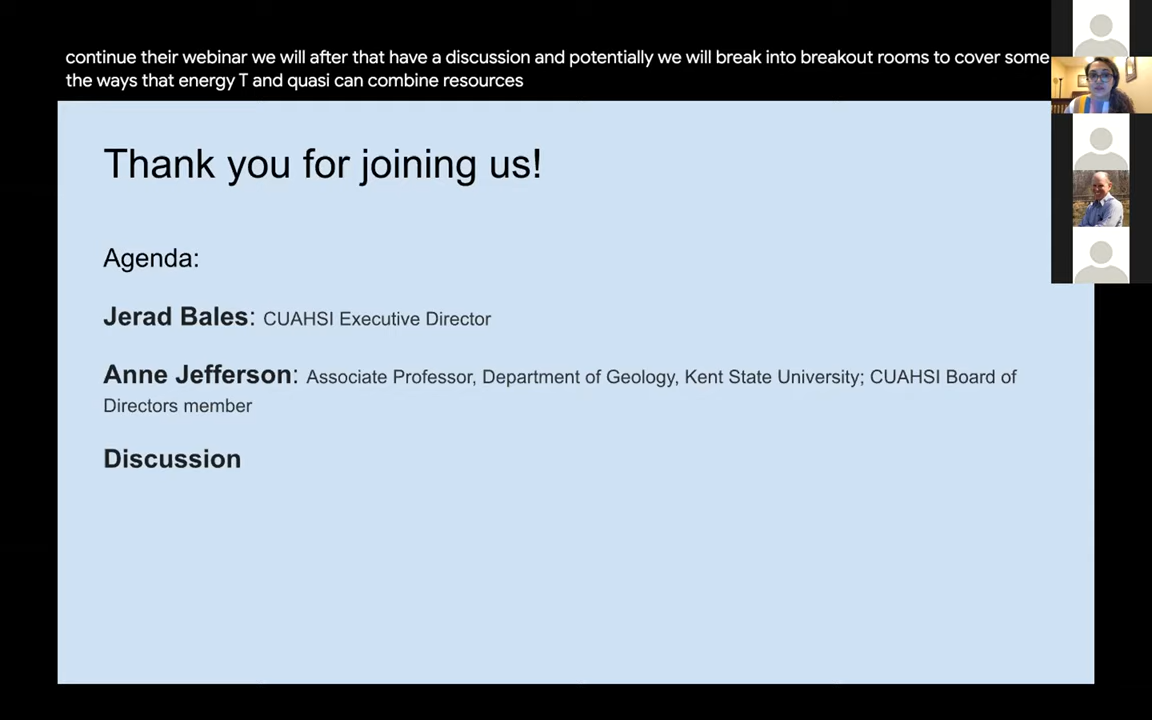 continue their webinar we will after that have a discussion and potentially we will break into breakout rooms to cover some
the ways that energy T and quasi can combine resources
Thank you for joining us!
Agenda:
Jerad Bales: CUAHSI Executive Director
Anne Jefferson: Associate Professor, Department of Geology, Kent State University; CUAHSI Board of
Directors member
Discussion